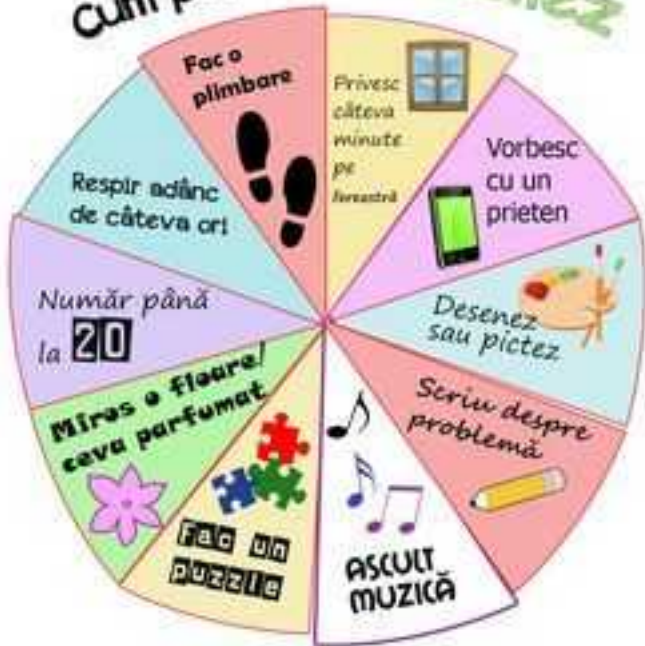 Cum
Fac o
plimbare
Privesc
câteva
minute
pe
fereastră
Vorbesc
cu un
prieten
Desenez
sau pictez
Scriu despre
problemă
ASCULT
MUZICĂ
Fac un
puzzle
Miros o floare/
ceva parfumat
Număr până
la 20
Respir adânc
de câteva ori